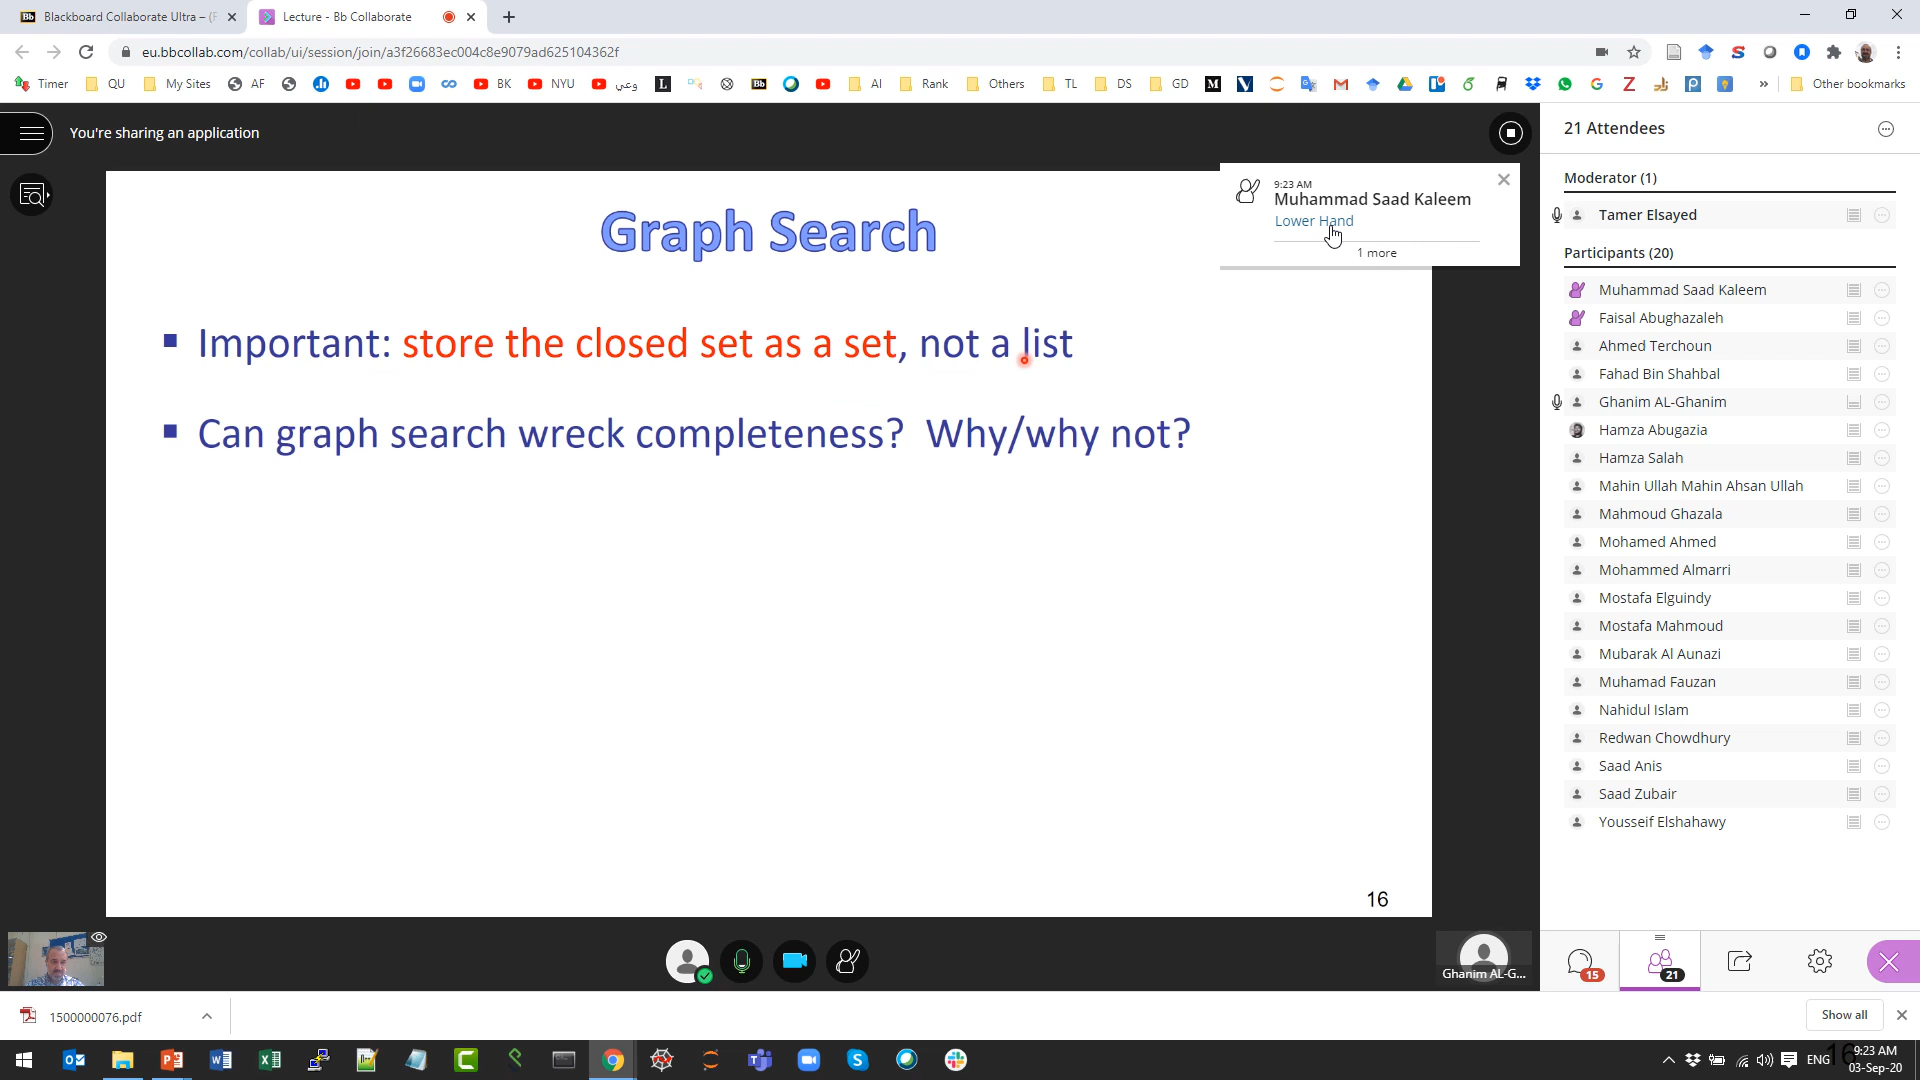 Blackboard Collaborate Ultra – (F
Lecture - Bb Collaborate
eu.bbcollab.com/collab/ui/session/join/a3f26683ec004c8e9079ad625104362f
Timer QU My Sites AF BK NYU وعي AI Rank Others TL DS GD » Other bookmarks
You're sharing an application
9:23 AM
Muhammad Saad Kaleem
Lower Hand
1 more
Graph Search
Important: store the closed set as a set, not a list
Can graph search wreck completeness? Why/why not?
16
Ghanim AL-G...
21 Attendees
Moderator (1)
Tamer Elsayed
Participants (20)
Muhammad Saad Kaleem
Faisal Abughazaleh
Ahmed Terchoun
Fahad Bin Shahbal
Ghanim AL-Ghanim
Hamza Abugazia
Hamza Salah
Mahin Ullah Mahin Ahsan Ullah
Mahmoud Ghazala
Mohamed Ahmed
Mohammed Almarri
Mostafa Elguindy
Mostafa Mahmoud
Mubarak Al Aunazi
Muhamad Fauzan
Nahidul Islam
Redwan Chowdhury
Saad Anis
Saad Zubair
Yousseif Elshahawy
15
21
1500000076.pdf
Show all
ENG
16
9:23 AM
03-Sep-20